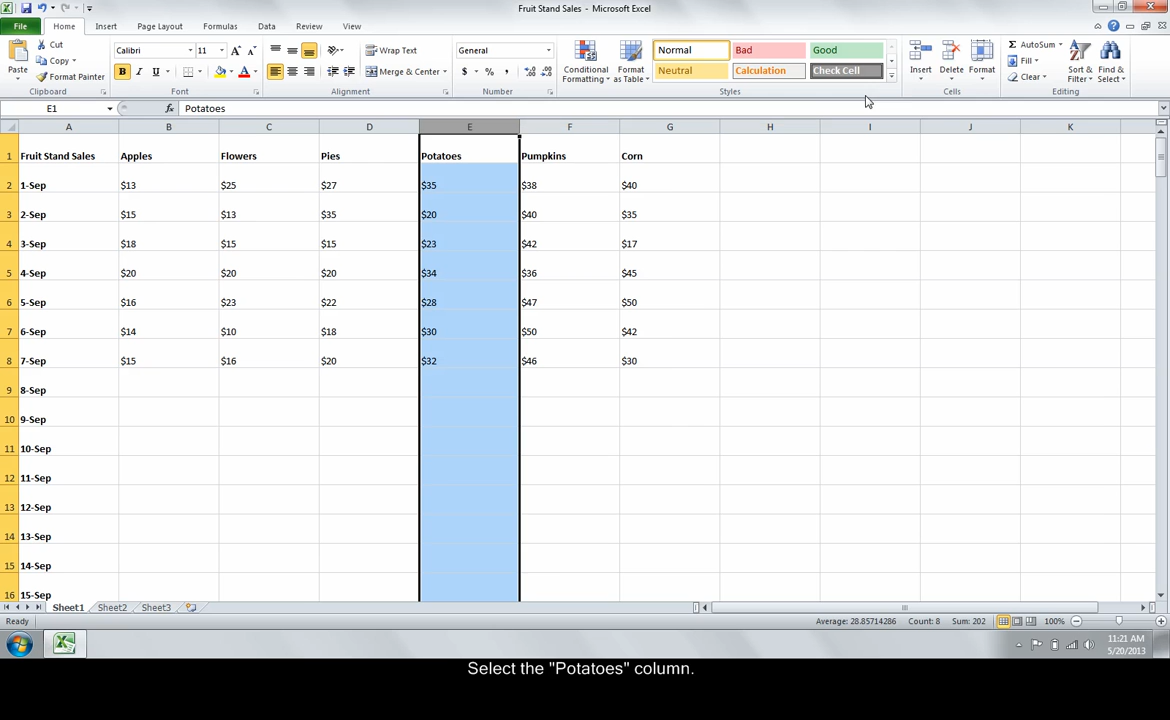 Fruit Stand Sales - Microsoft Excel
File Home Insert Page Layout Formulas Data Review View
Paste Cut Copy Format Painter Clipboard
Calibri 11 B I U A Font
Wrap Text Merge & Center Alignment
General $ % , Number
Conditional Formatting Format as Table Normal Bad Good Neutral Calculation Check Cell Styles
Insert Delete Format Cells
AutoSum Fill Clear Sort & Filter Find & Select Editing
E1 fx Potatoes
A B C D E F G H I J K
1 Fruit Stand Sales Apples Flowers Pies Potatoes Pumpkins Corn
2 1-Sep $13 $25 $27 $35 $38 $40
3 2-Sep $15 $13 $35 $20 $40 $35
4 3-Sep $18 $15 $15 $23 $42 $17
5 4-Sep $20 $20 $20 $34 $36 $45
6 5-Sep $16 $23 $22 $28 $47 $50
7 6-Sep $14 $10 $18 $30 $50 $42
8 7-Sep $15 $16 $20 $32 $46 $30
9 8-Sep
10 9-Sep
11 10-Sep
12 11-Sep
13 12-Sep
14 13-Sep
15 14-Sep
16 15-Sep
Sheet1 Sheet2 Sheet3
Ready Average: 28.85714286 Count: 8 Sum: 202 100%
11:21 AM
5/20/2013
Select the "Potatoes" column.